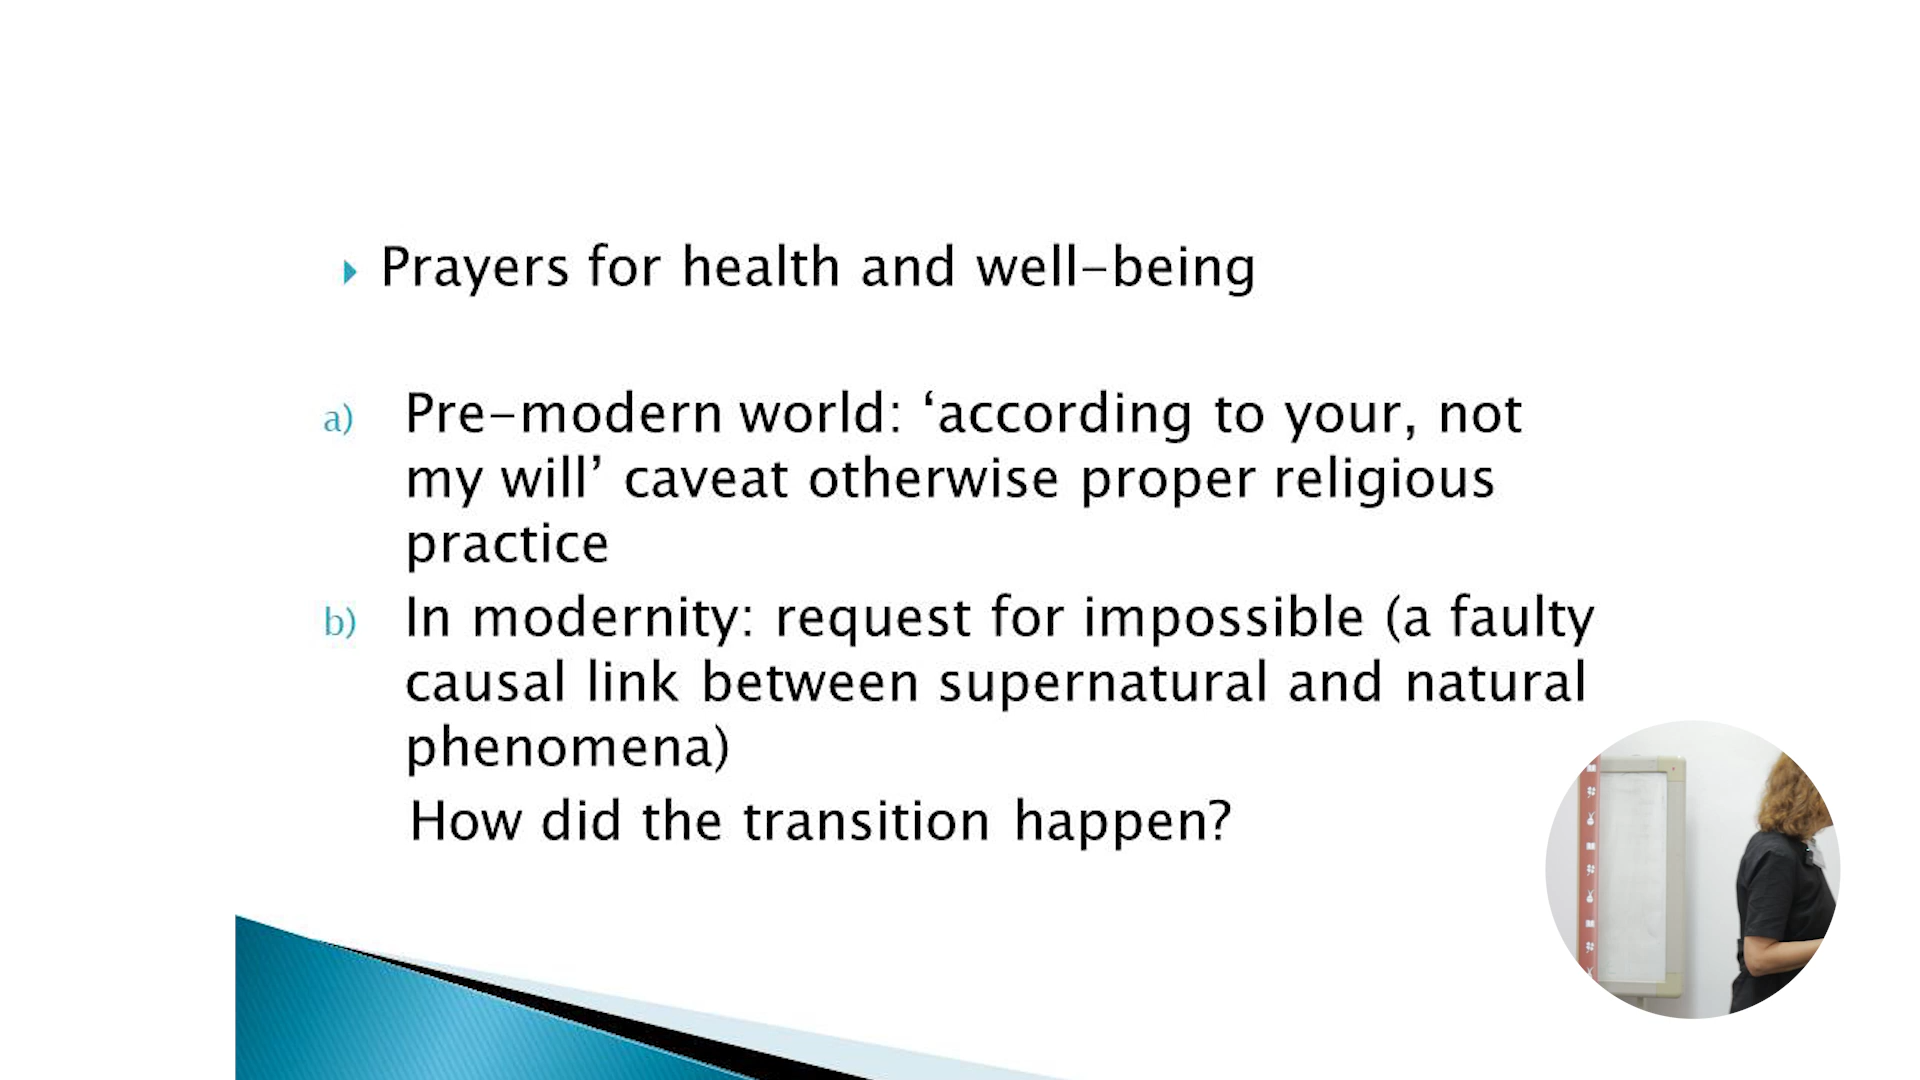 Prayers for health and well-being
a) Pre-modern world: ‘according to your, not
my will’ caveat otherwise proper religious
practice
b) In modernity: request for impossible (a faulty
causal link between supernatural and natural
phenomena)
How did the transition happen?